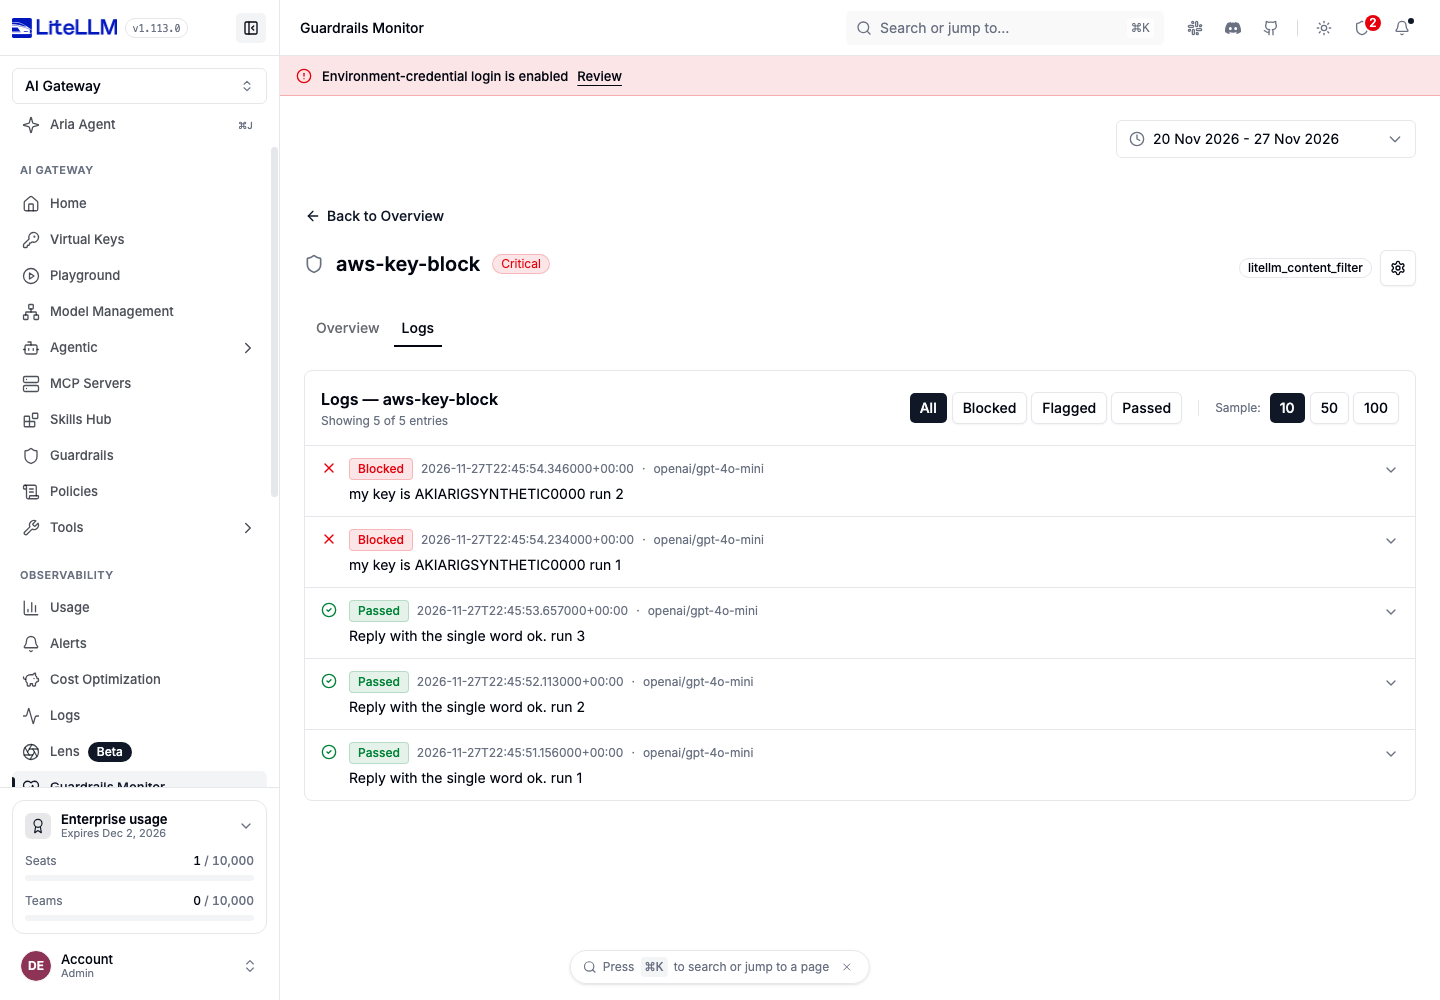 LiteLLM v1.113.0
Guardrails Monitor
Search or jump to... ⌘K
2
Environment-credential login is enabled Review
AI Gateway
Aria Agent ⌘J
AI GATEWAY
Home
Virtual Keys
Playground
Model Management
Agentic
MCP Servers
Skills Hub
Guardrails
Policies
Tools
OBSERVABILITY
Usage
Alerts
Cost Optimization
Logs
Lens Beta
Guardrails Monitor
Enterprise usage
Expires Dec 2, 2026
Seats 1 / 10,000
Teams 0 / 10,000
DE
Account
Admin
20 Nov 2026 - 27 Nov 2026
Back to Overview
aws-key-block Critical
litellm_content_filter
Overview Logs
Logs — aws-key-block
Showing 5 of 5 entries
All Blocked Flagged Passed Sample: 10 50 100
Blocked 2026-11-27T22:45:54.346000+00:00 · openai/gpt-4o-mini
my key is AKIARIGSYNTHETIC0000 run 2
Blocked 2026-11-27T22:45:54.234000+00:00 · openai/gpt-4o-mini
my key is AKIARIGSYNTHETIC0000 run 1
Passed 2026-11-27T22:45:53.657000+00:00 · openai/gpt-4o-mini
Reply with the single word ok. run 3
Passed 2026-11-27T22:45:52.113000+00:00 · openai/gpt-4o-mini
Reply with the single word ok. run 2
Passed 2026-11-27T22:45:51.156000+00:00 · openai/gpt-4o-mini
Reply with the single word ok. run 1
Press ⌘K to search or jump to a page